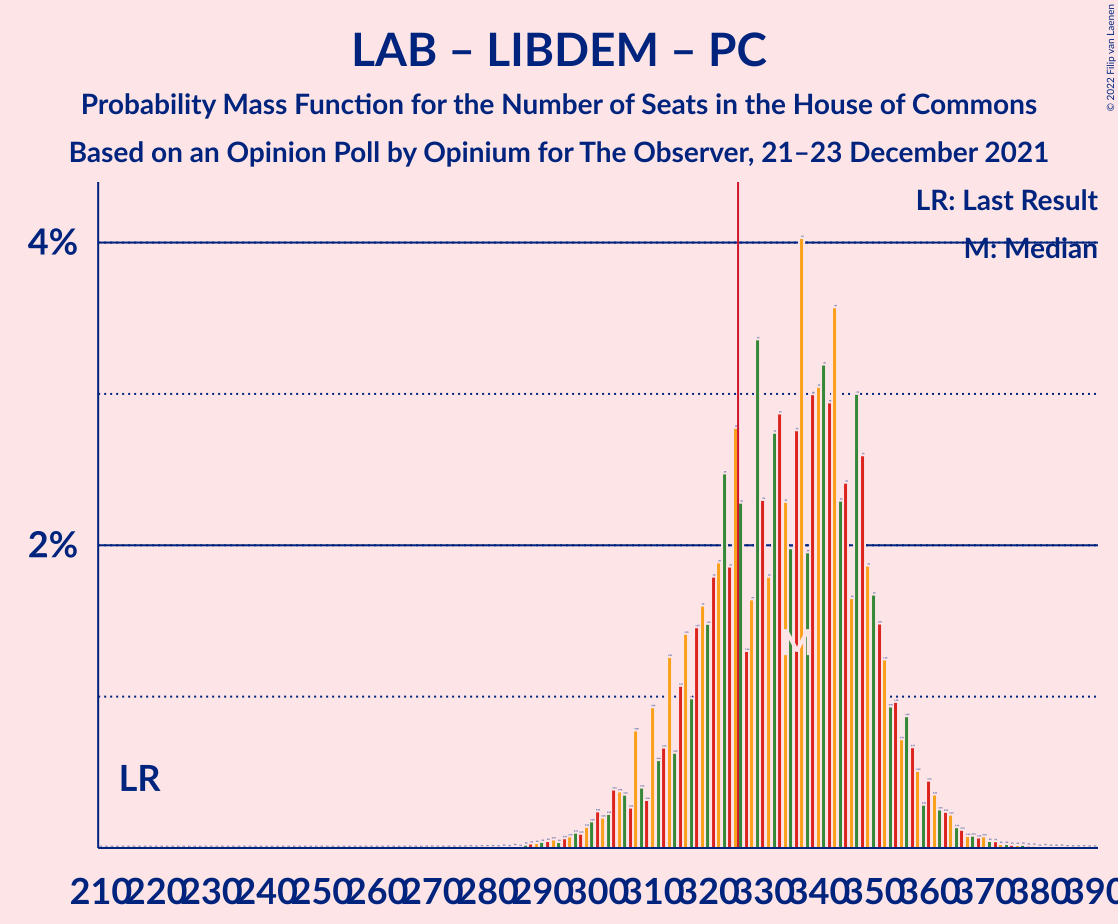 LAB – LIBDEM – PC
Probability Mass Function for the Number of Seats in the House of Commons
Based on an Opinion Poll by Opinium for The Observer, 21–23 December 2021
© 2022 Filip van Laenen
LR: Last Result
M: Median
4%
2%
LR
M
210 220 230 240 250 260 270 280 290 300 310 320 330 340 350 360 370 380 390